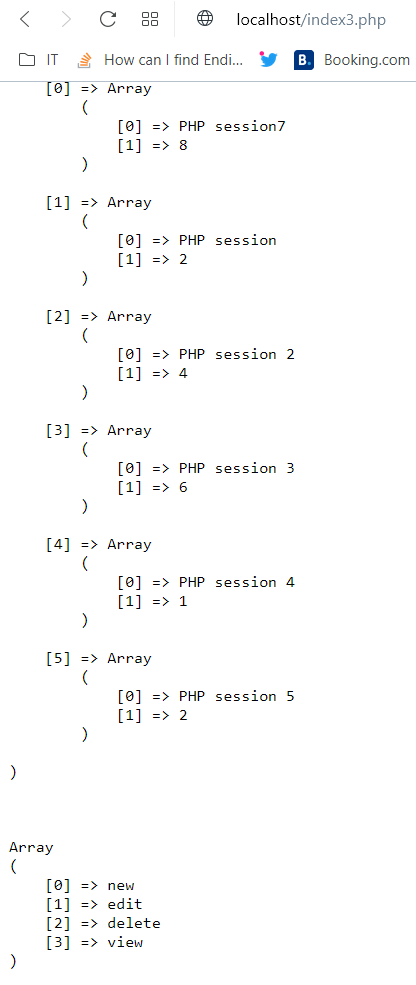 localhost/index3.php
IT How can I find Endi... B. Booking.com
[0] => Array
(
[0] => PHP session7
[1] => 8
)
[1] => Array
(
[0] => PHP session
[1] => 2
)
[2] => Array
(
[0] => PHP session 2
[1] => 4
)
[3] => Array
(
[0] => PHP session 3
[1] => 6
)
[4] => Array
(
[0] => PHP session 4
[1] => 1
)
[5] => Array
(
[0] => PHP session 5
[1] => 2
)
)
Array
(
[0] => new
[1] => edit
[2] => delete
[3] => view
)